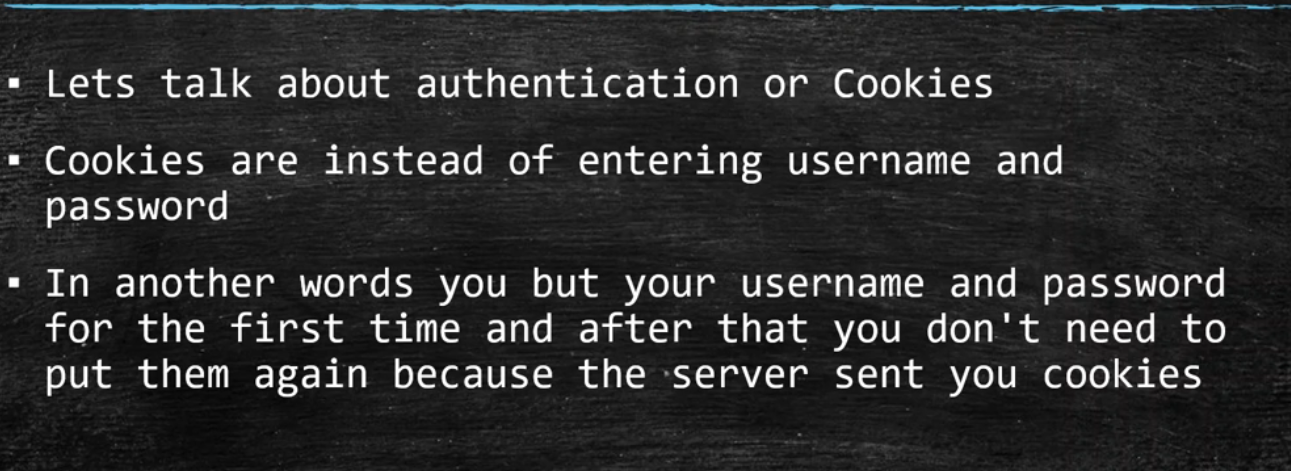 ▪ Lets talk about authentication or Cookies
▪ Cookies are instead of entering username and
password
▪ In another words you but your username and password
for the first time and after that you don't need to
put them again because the server sent you cookies